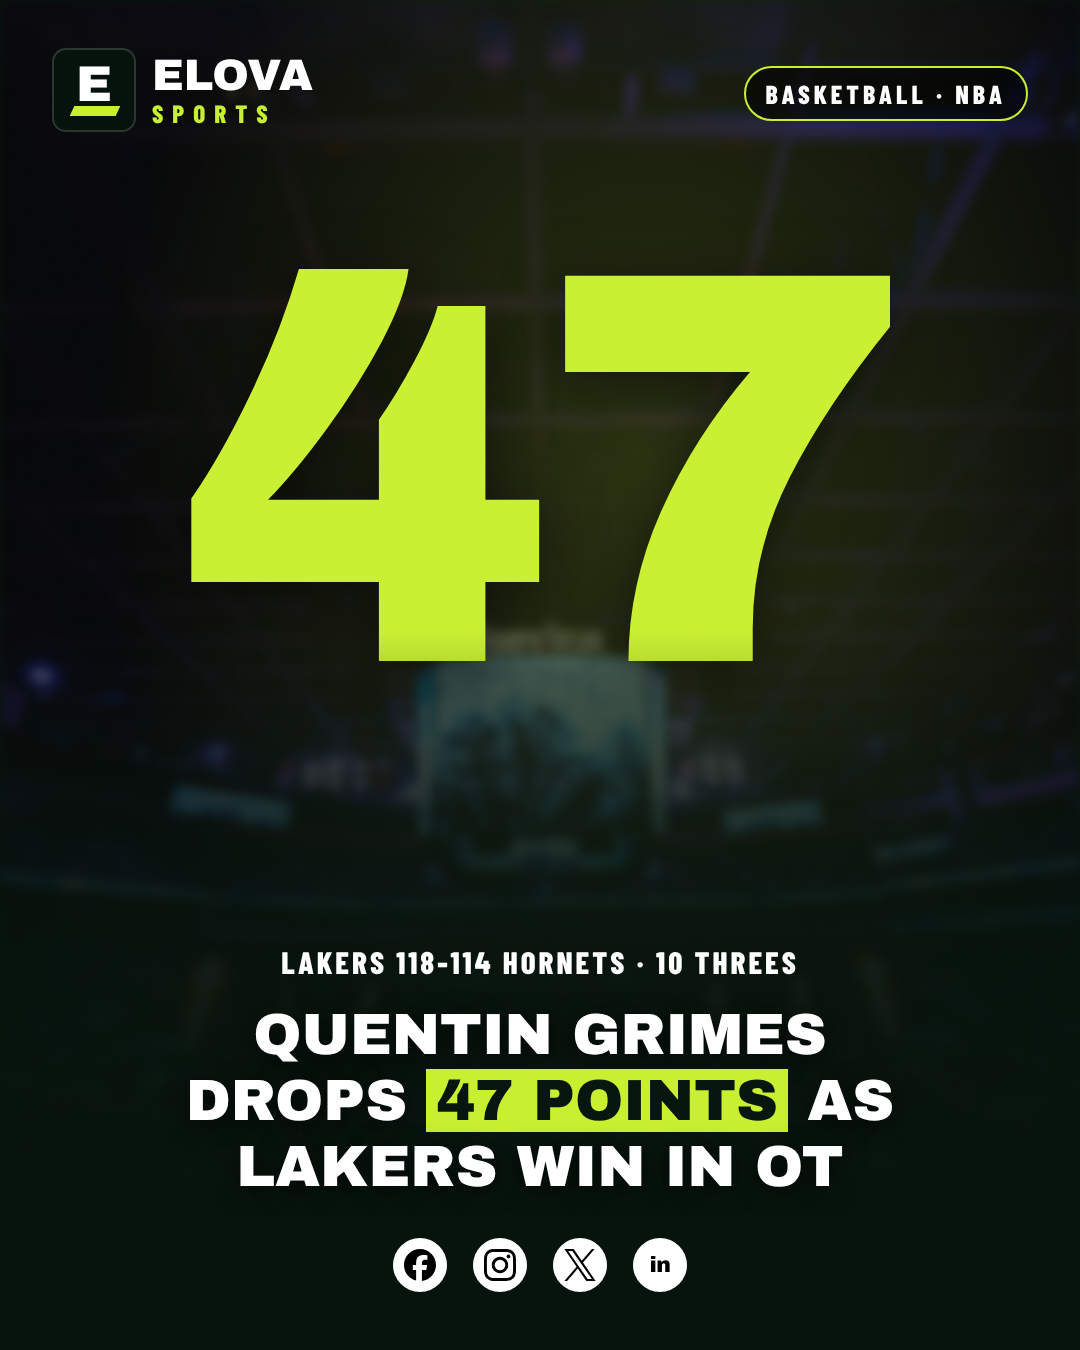 E
ELOVA
SPORTS
BASKETBALL · NBA
47
LAKERS 118-114 HORNETS · 10 THREES
QUENTIN GRIMES
DROPS 47 POINTS AS
LAKERS WIN IN OT
in